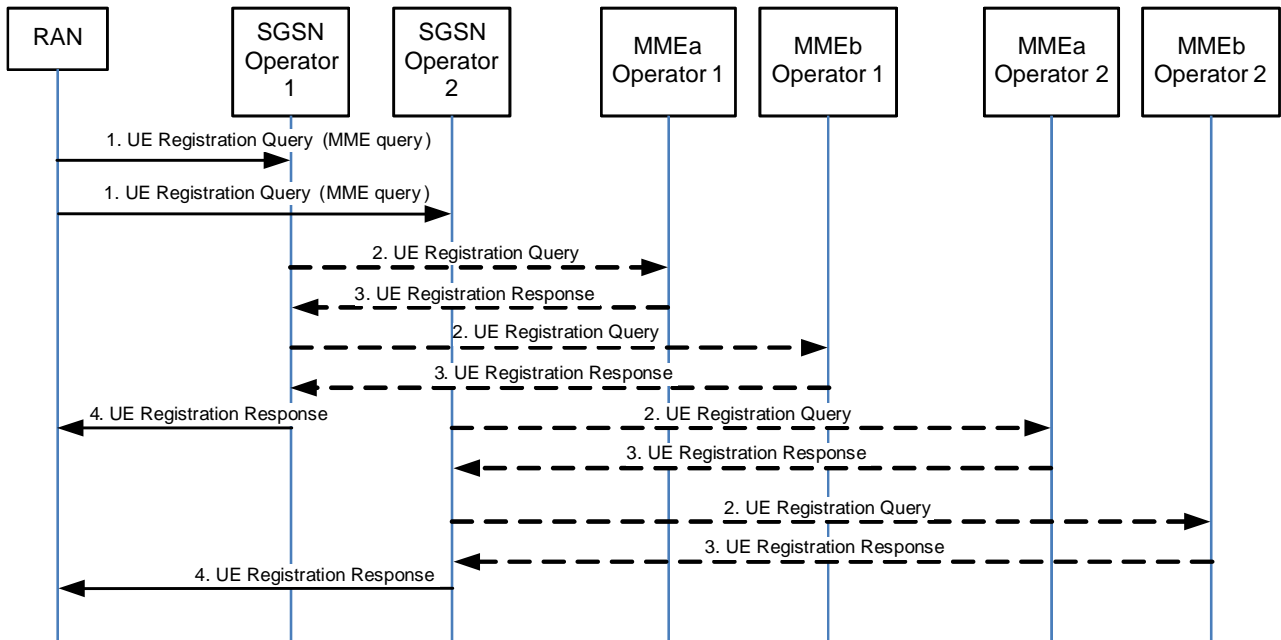 RAN
SGSN
Operator
1
SGSN
Operator
2
MMEa
Operator 1
MMEb
Operator 1
MMEa
Operator 2
MMEb
Operator 2
1. UE Registration Query (MME query)
1. UE Registration Query (MME query)
2. UE Registration Query
3. UE Registration Response
2. UE Registration Query
3. UE Registration Response
4. UE Registration Response
2. UE Registration Query
3. UE Registration Response
2. UE Registration Query
3. UE Registration Response
4. UE Registration Response